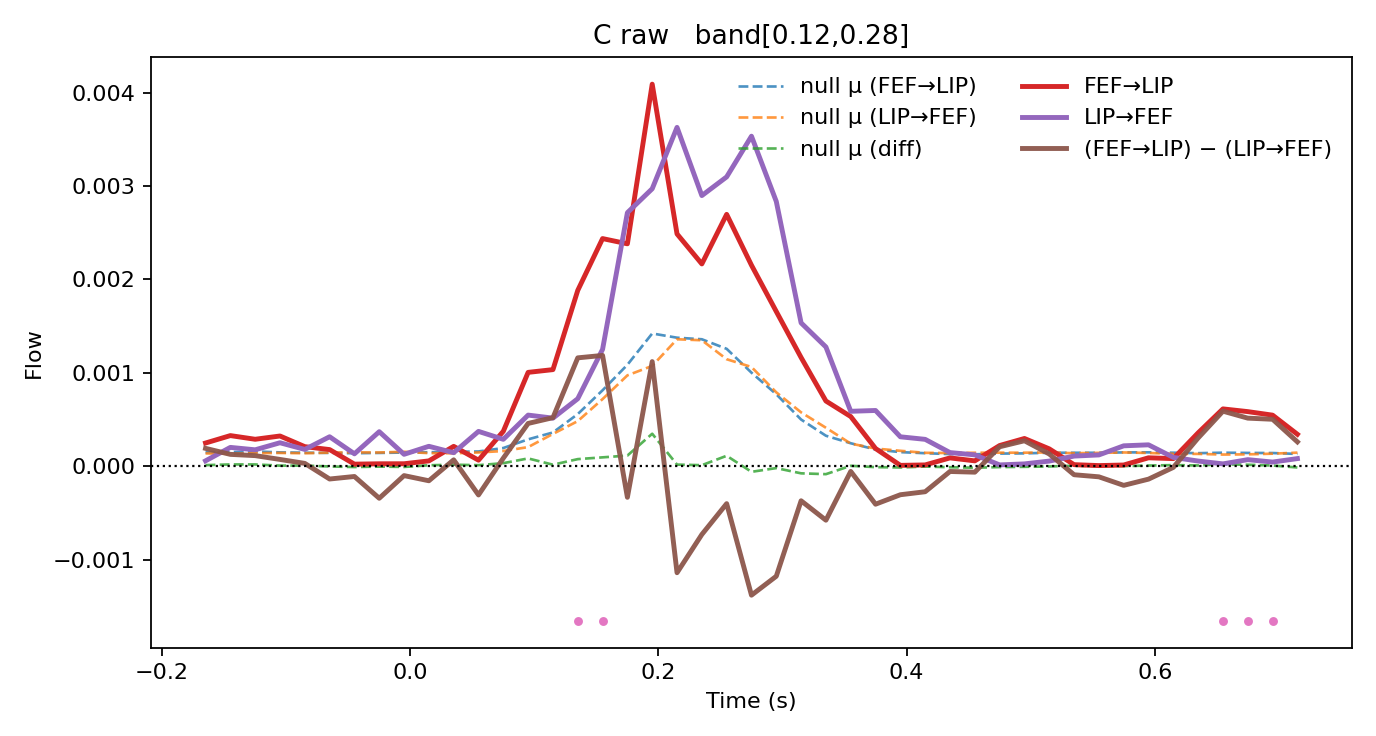 C raw   band[0.12,0.28]
null μ (FEF→LIP)
null μ (LIP→FEF)
null μ (diff)
FEF→LIP
LIP→FEF
(FEF→LIP) − (LIP→FEF)
Flow
0.004
0.003
0.002
0.001
0.000
−0.001
−0.2
0.0
0.2
0.4
0.6
Time (s)